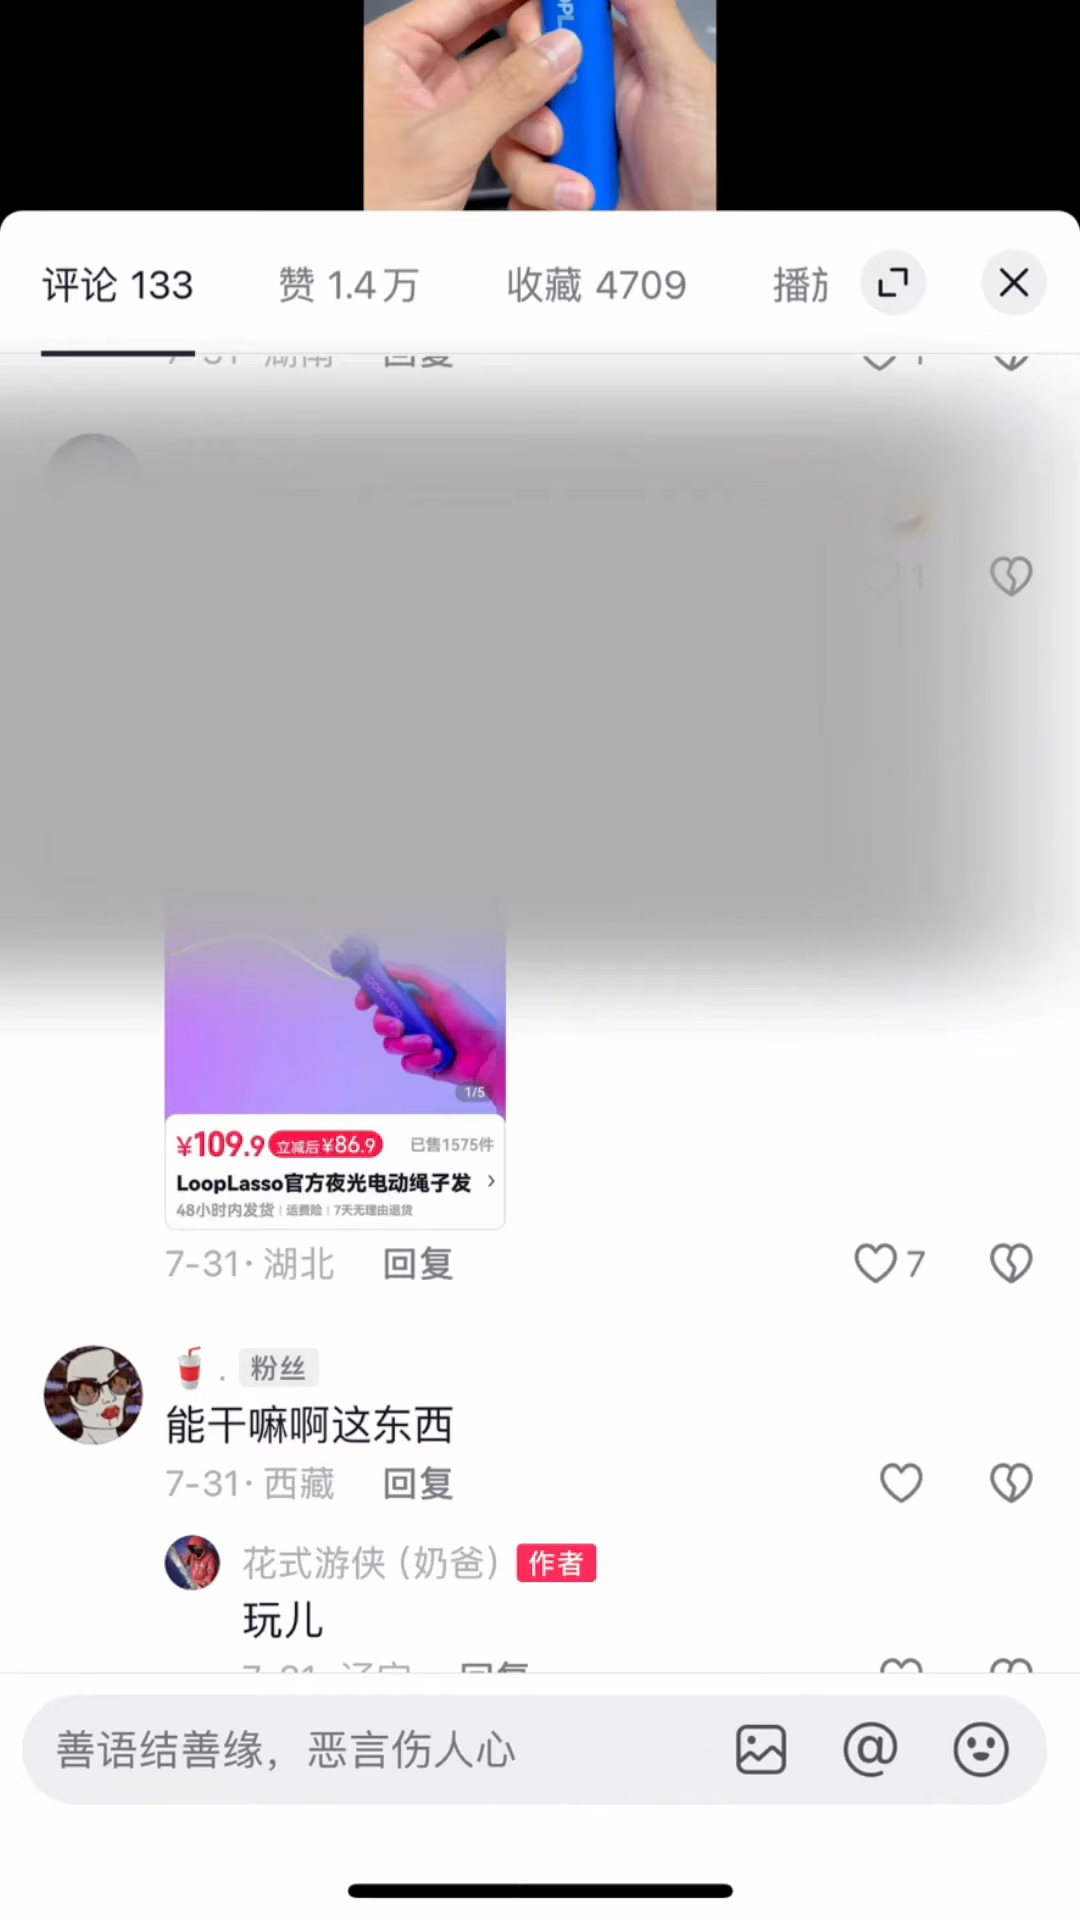 评论 133
赞 1.4万
收藏 4709
回复
1
1
1/5
¥109.9
立减后¥86.9
已售1575件
LoopLasso官方夜光电动绳子发
48小时内发货 | 运费险 | 7天无理由退货
7-31·湖北
回复
7
. 粉丝
能干嘛啊这东西
7-31·西藏
回复
花式游侠（奶爸） 作者
玩儿
善语结善缘，恶言伤人心
@